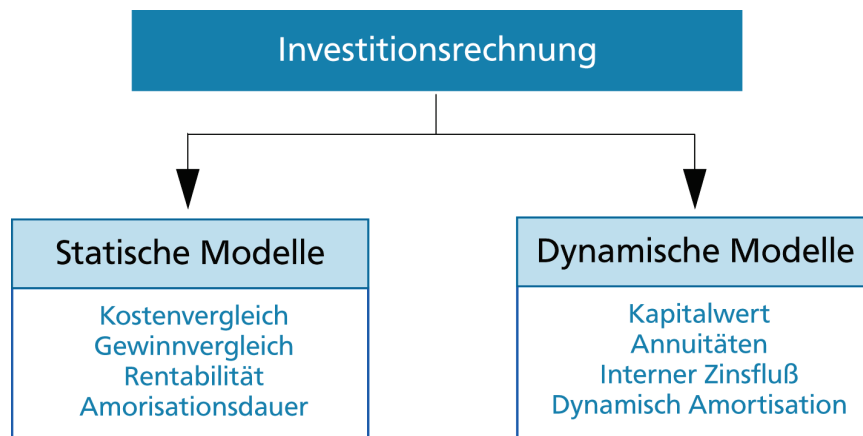 Investitionsrechnung
Statische Modelle
Kostenvergleich
Gewinnvergleich
Rentabilität
Amorisationsdauer
Dynamische Modelle
Kapitalwert
Annuitäten
Interner Zinsfluß
Dynamisch Amortisation